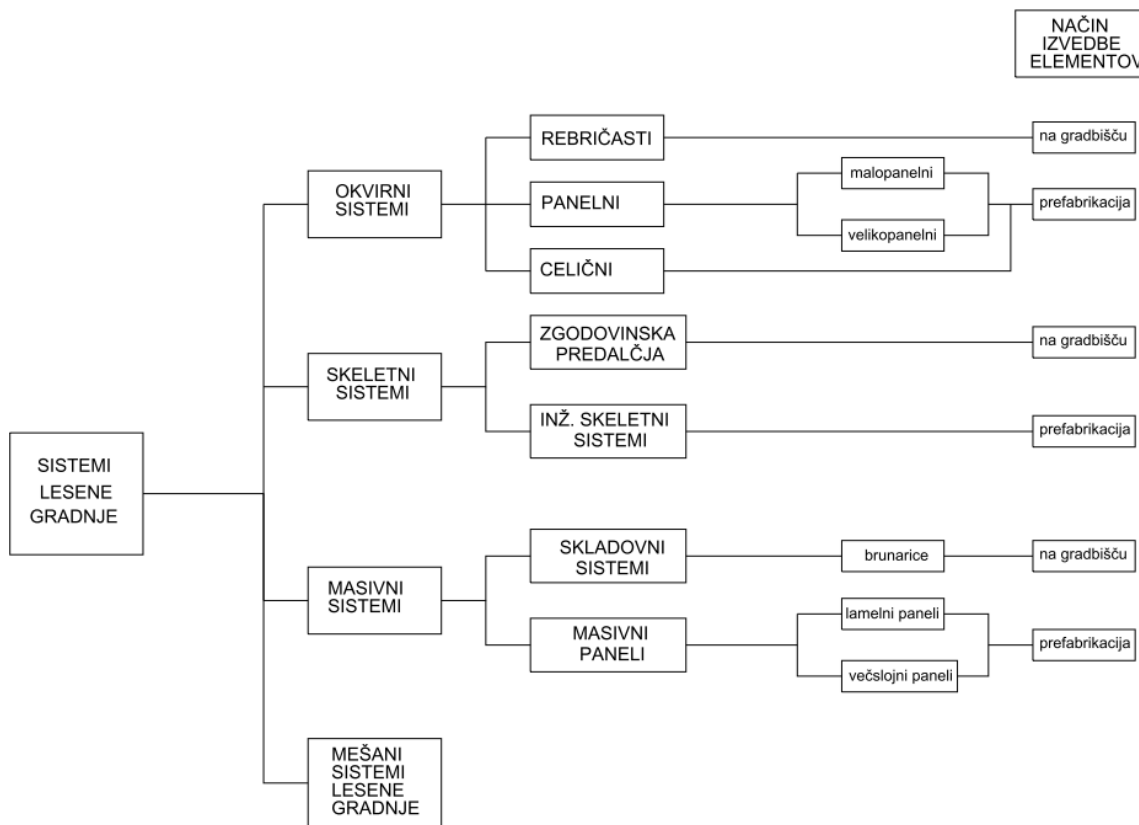 NAČIN
IZVEDBE
ELEMENTOV
REBRIČASTI
na gradbišču
OKVIRNI
SISTEMI
PANELNI
malopanelni
velikopanelni
prefabrikacija
CELIČNI
SKELETNI
SISTEMI
ZGODOVINSKA
PREDALČJA
na gradbišču
INŽ. SKELETNI
SISTEMI
prefabrikacija
SISTEMI
LESENE
GRADNJE
MASIVNI
SISTEMI
SKLADOVNI
SISTEMI
brunarice
na gradbišču
MASIVNI
PANELI
lamelni paneli
večslojni paneli
prefabrikacija
MEŠANI
SISTEMI
LESENE
GRADNJE